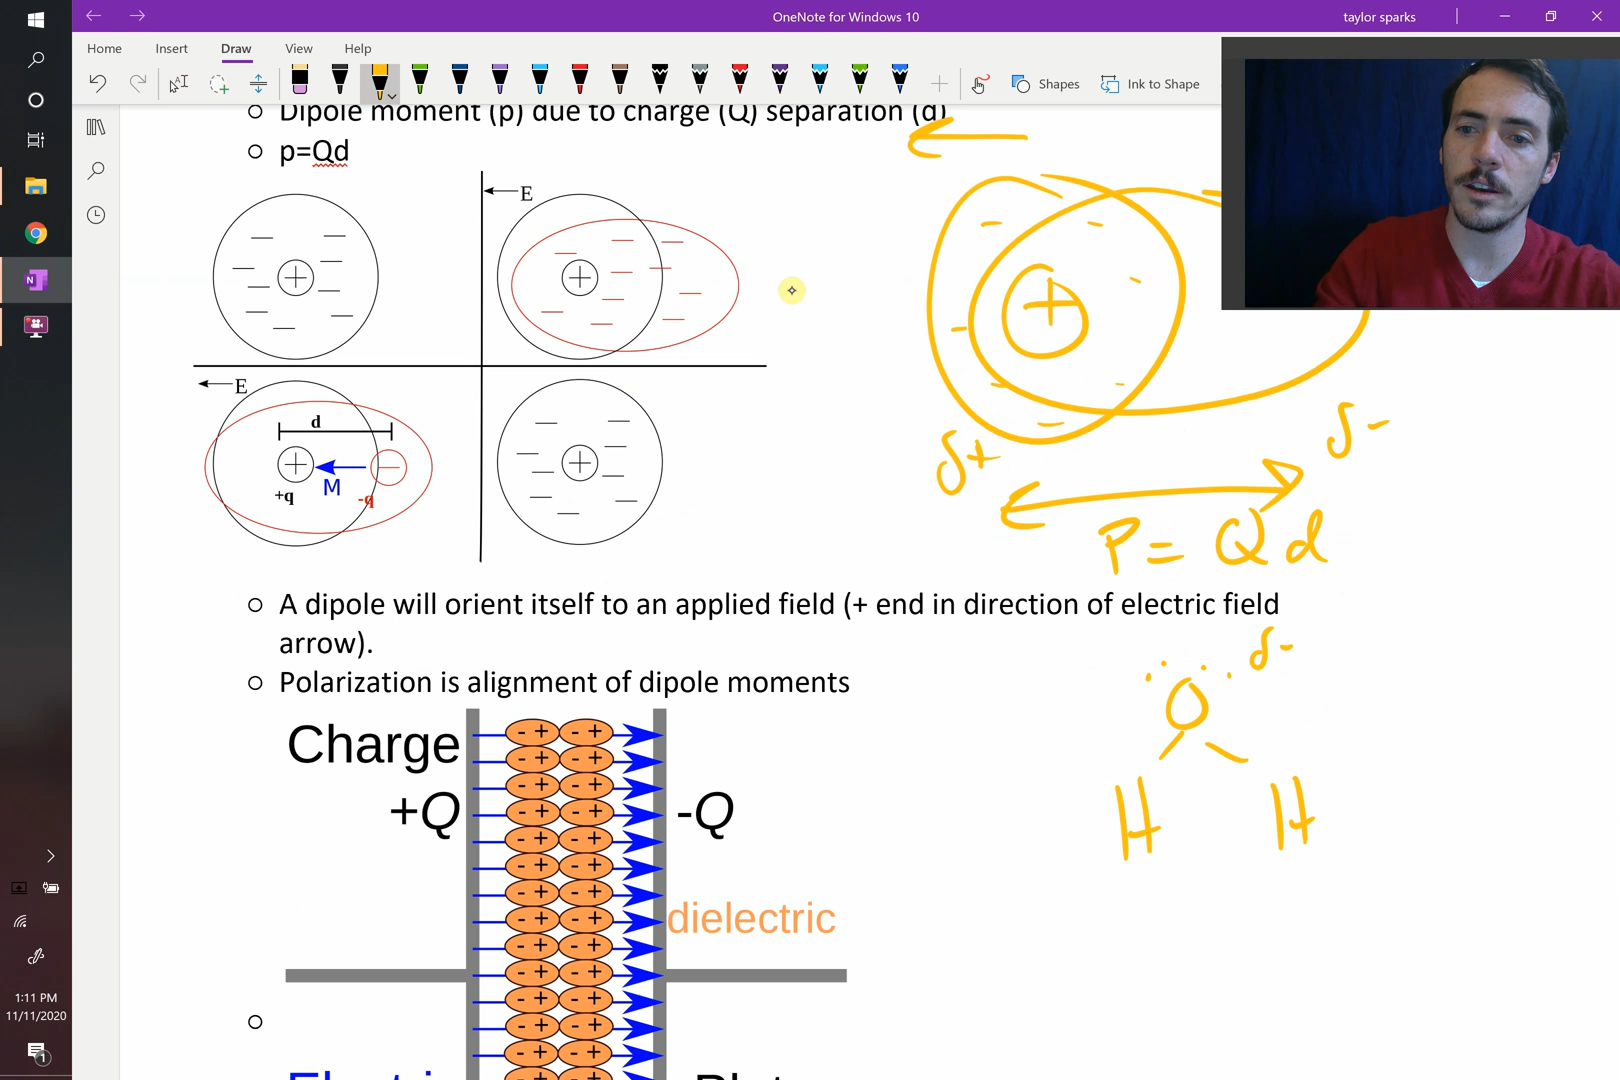 OneNote for Windows 10
taylor sparks
Home Insert Draw View Help
Shapes
Ink to Shape
Dipole moment (p) due to charge (Q) separation (d)
p=Qd
E
E
d
M
+q
-q
δ+
δ-
P = Qd
A dipole will orient itself to an applied field (+ end in direction of electric field
arrow).
Polarization is alignment of dipole moments
δ-
O
H H
Charge
+Q
-Q
dielectric
1:11 PM
11/11/2020
1